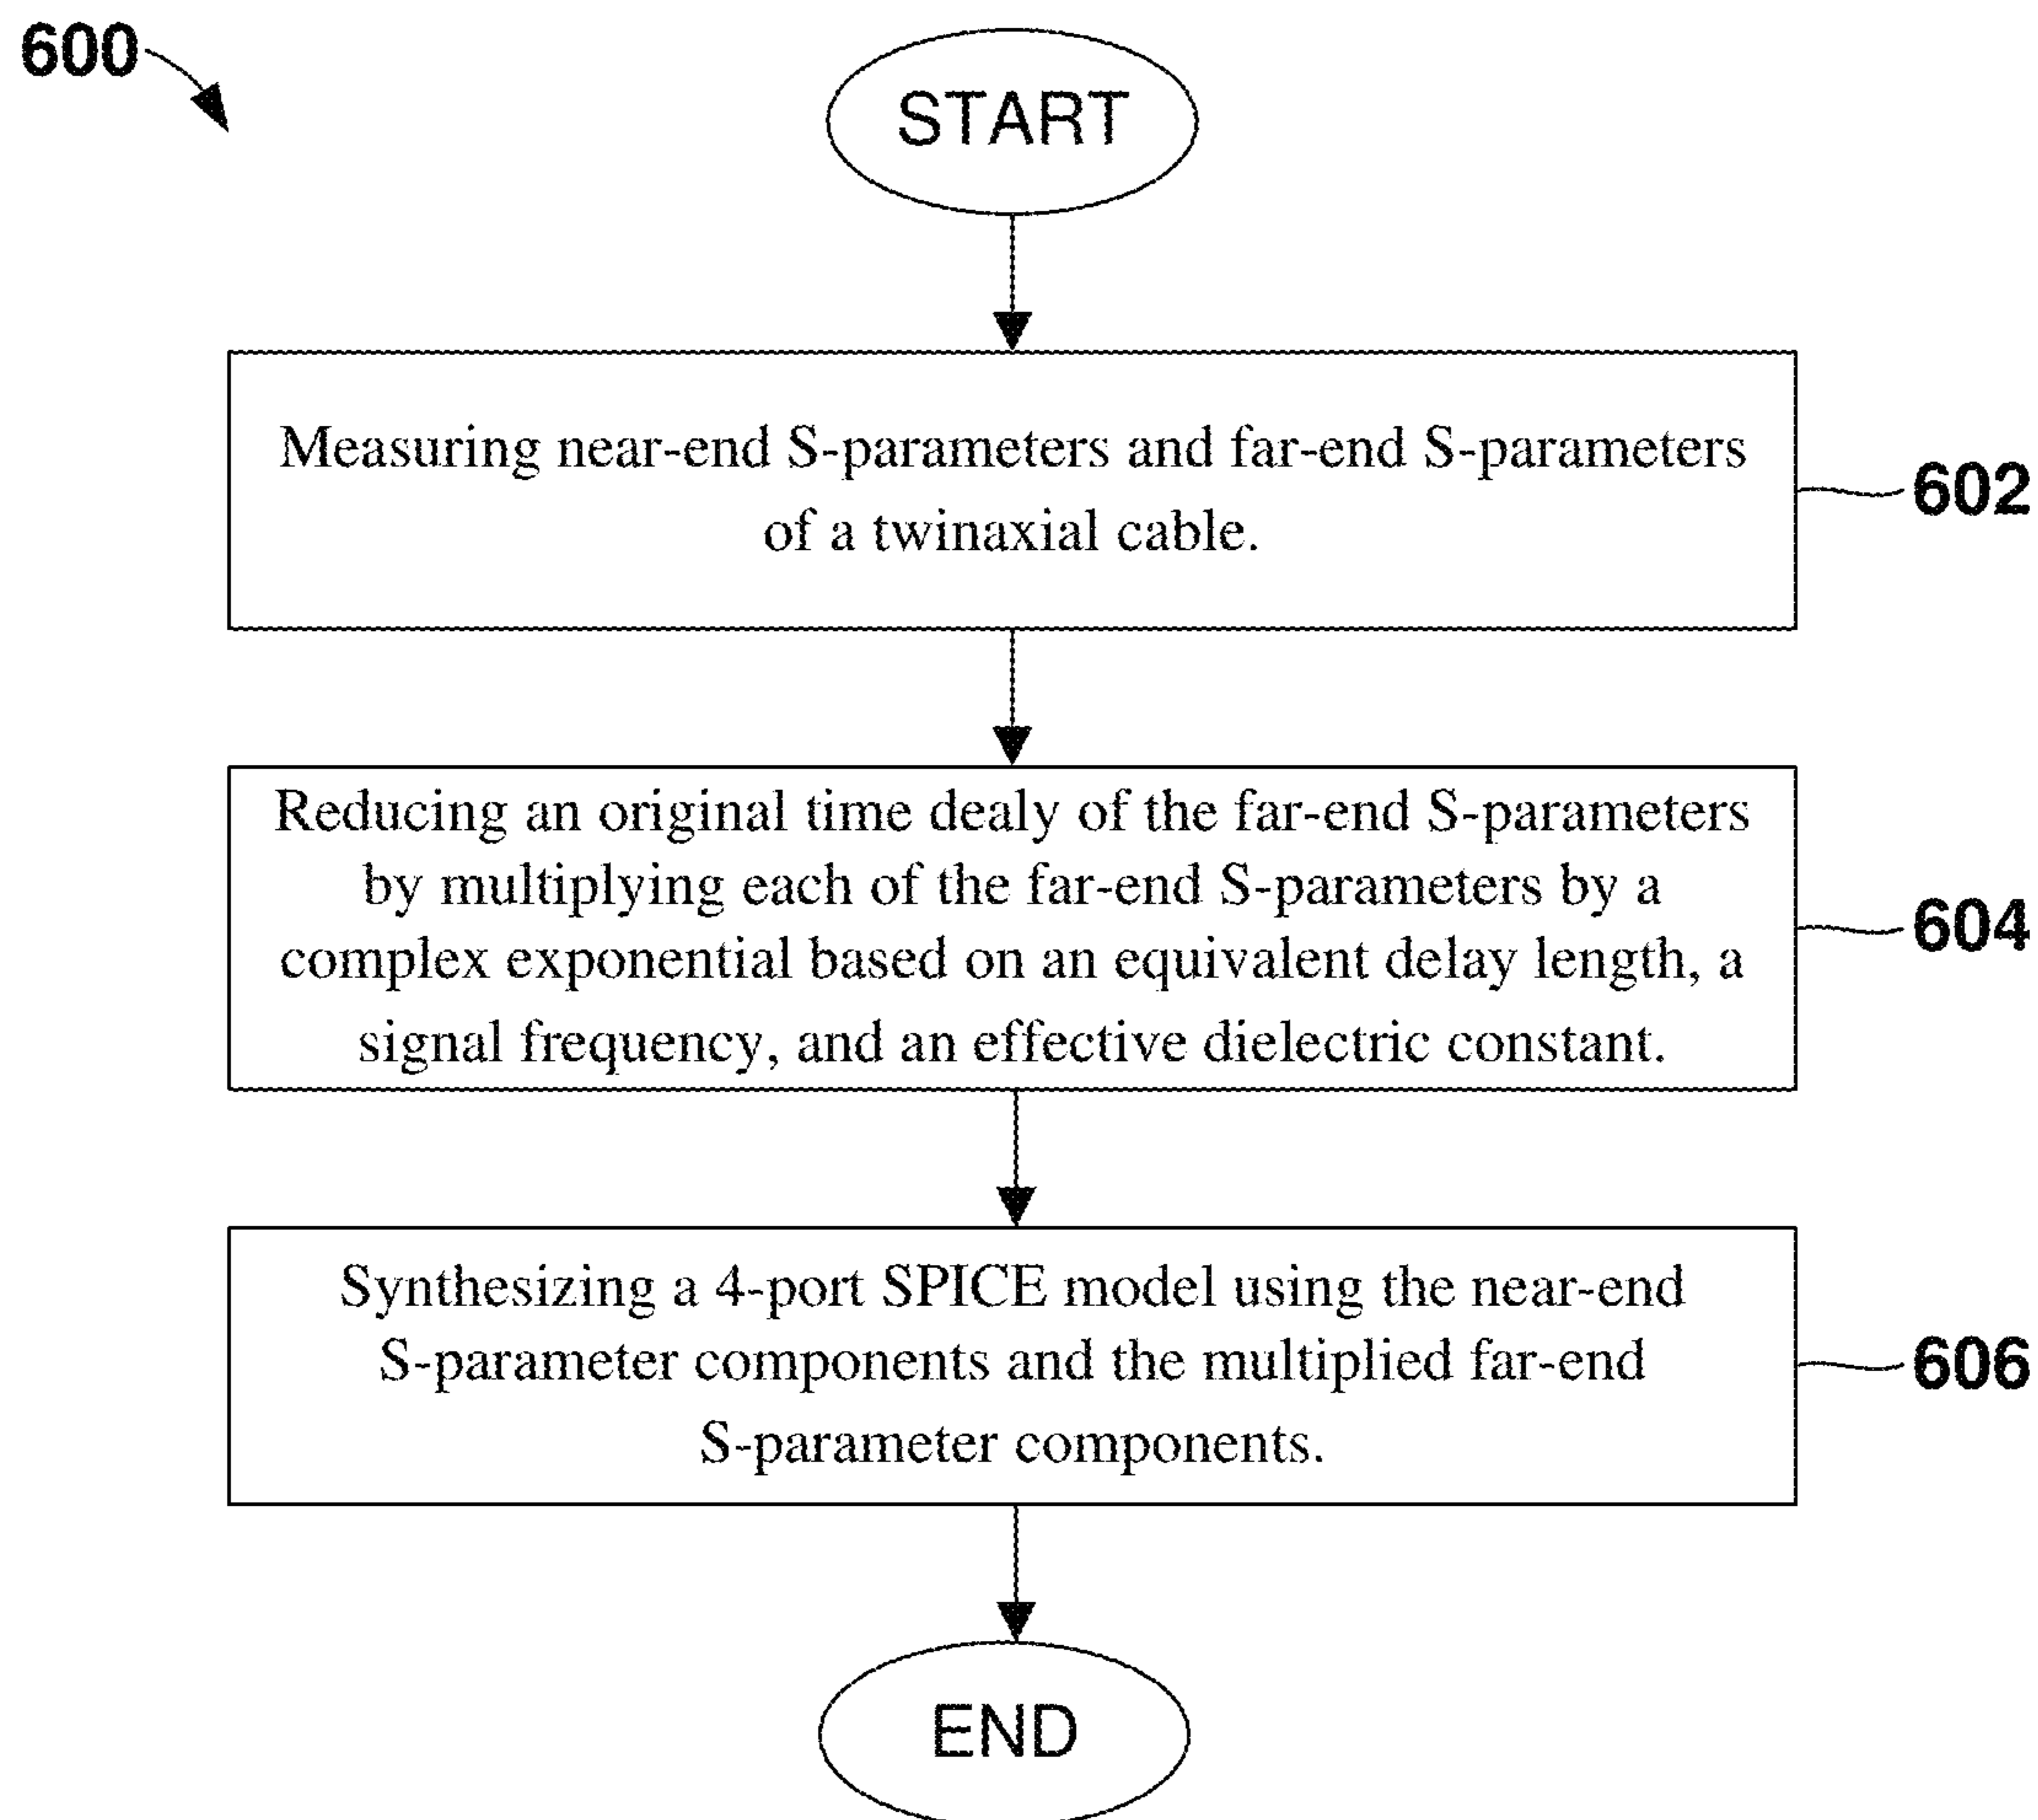 600
START
Measuring near-end S-parameters and far-end S-parameters
of a twinaxial cable.
602
Reducing an original time dealy of the far-end S-parameters
by multiplying each of the far-end S-parameters by a
complex exponential based on an equivalent delay length, a
signal frequency, and an effective dielectric constant.
604
Synthesizing a 4-port SPICE model using the near-end
S-parameter components and the multiplied far-end
S-parameter components.
606
END